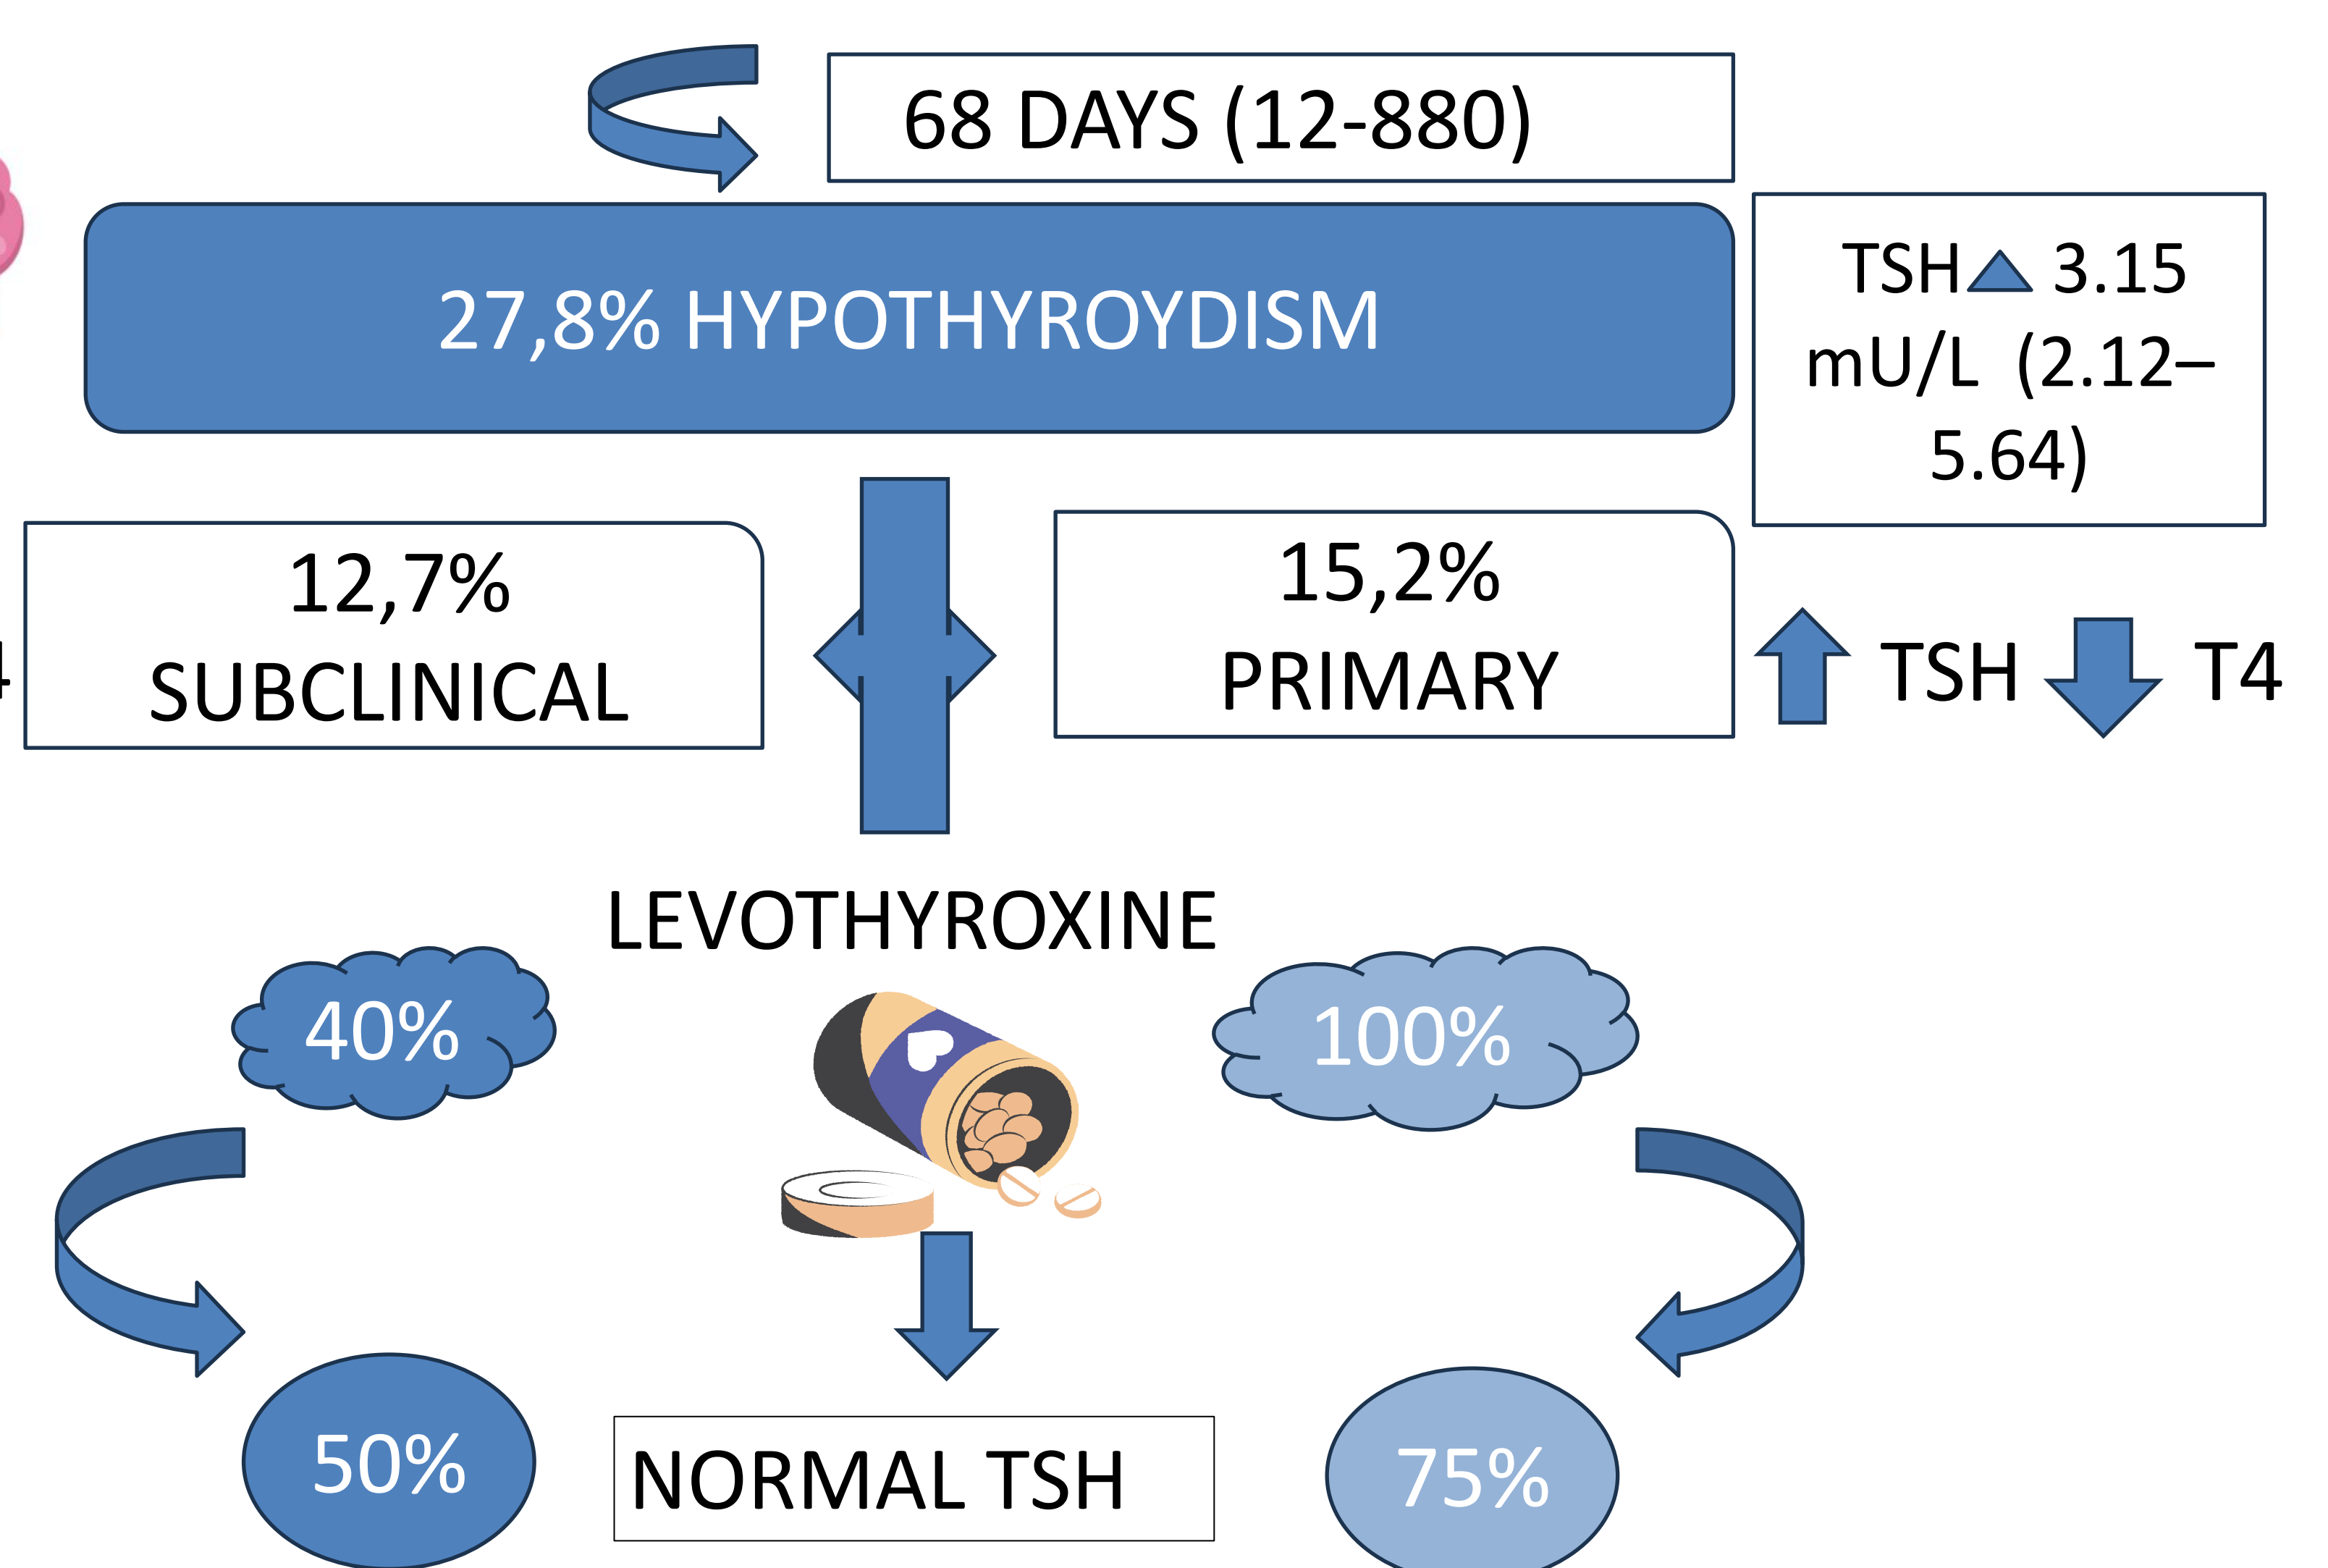 68 DAYS (12-880)
27,8% HYPOTHYROYDISM
TSH 3.15
mU/L (2.12–
5.64)
12,7%
SUBCLINICAL
15,2%
PRIMARY
TSH T4
LEVOTHYROXINE
40%
100%
50%
NORMAL TSH
75%